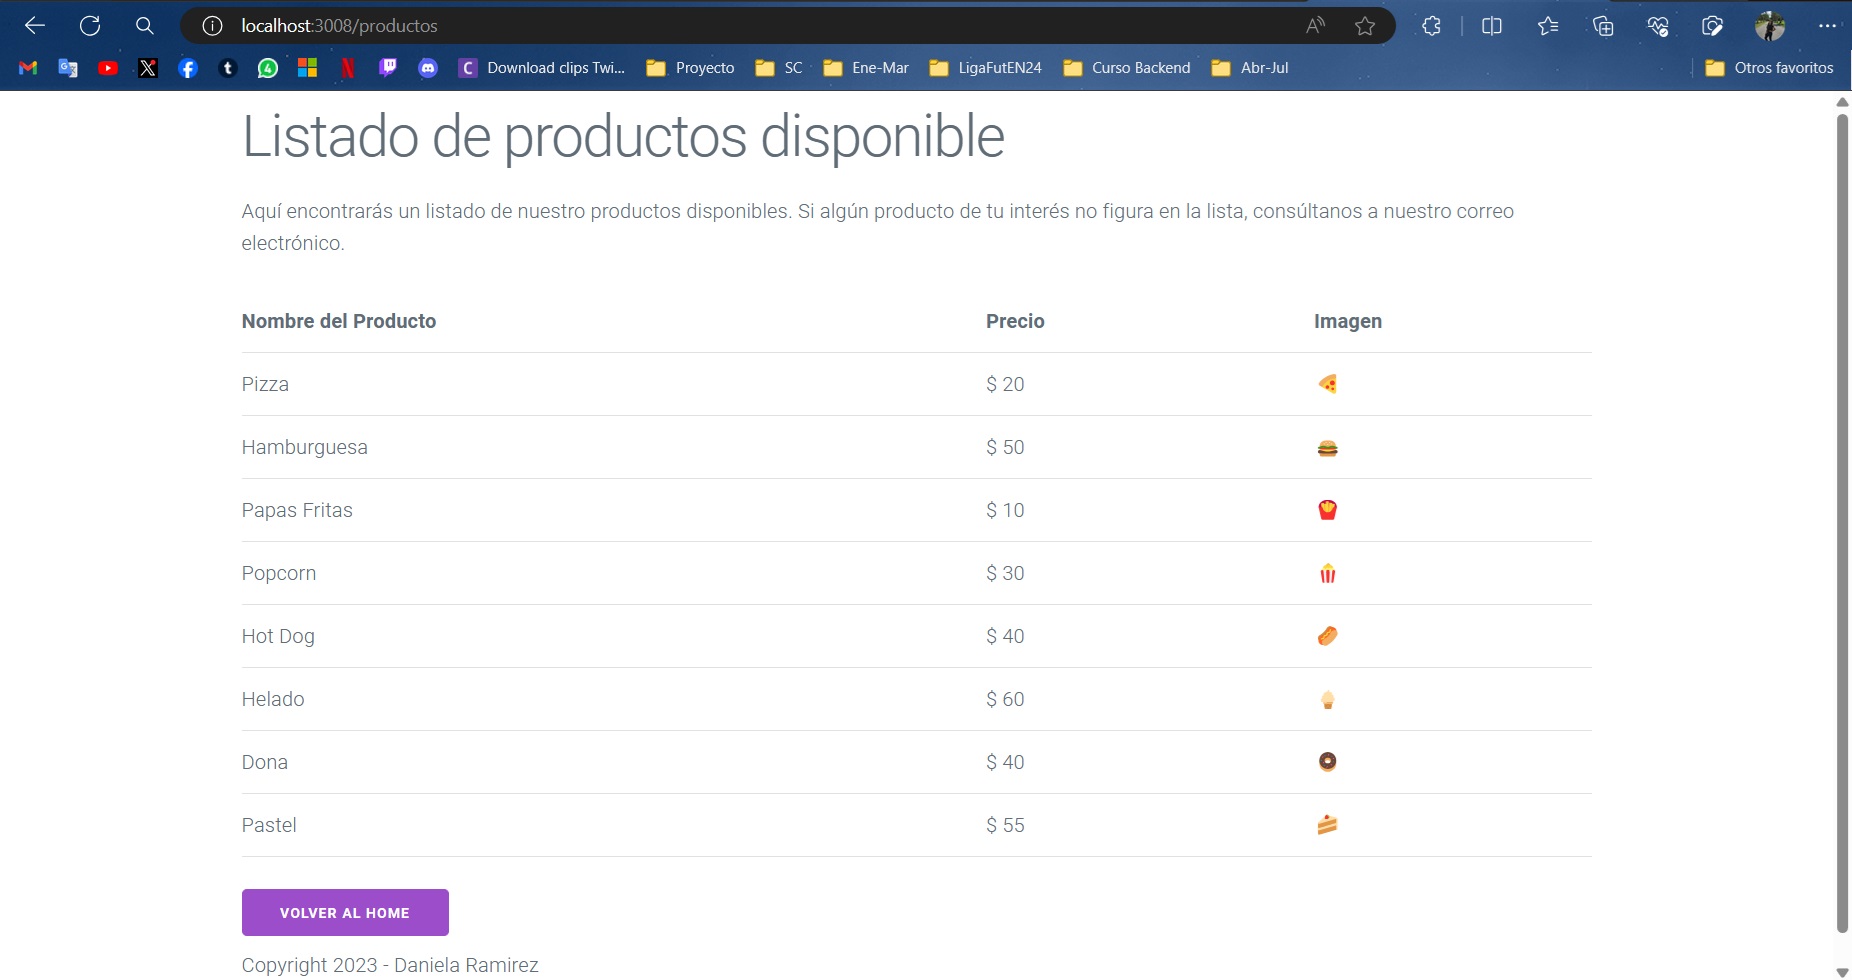 localhost:3008/productos
Download clips Twi... Proyecto SC Ene-Mar LigaFutEN24 Curso Backend Abr-Jul Otros favoritos
Listado de productos disponible
Aquí encontrarás un listado de nuestro productos disponibles. Si algún producto de tu interés no figura en la lista, consúltanos a nuestro correo
electrónico.
Nombre del Producto Precio Imagen
Pizza $ 20
Hamburguesa $ 50
Papas Fritas $ 10
Popcorn $ 30
Hot Dog $ 40
Helado $ 60
Dona $ 40
Pastel $ 55
VOLVER AL HOME
Copyright 2023 - Daniela Ramirez